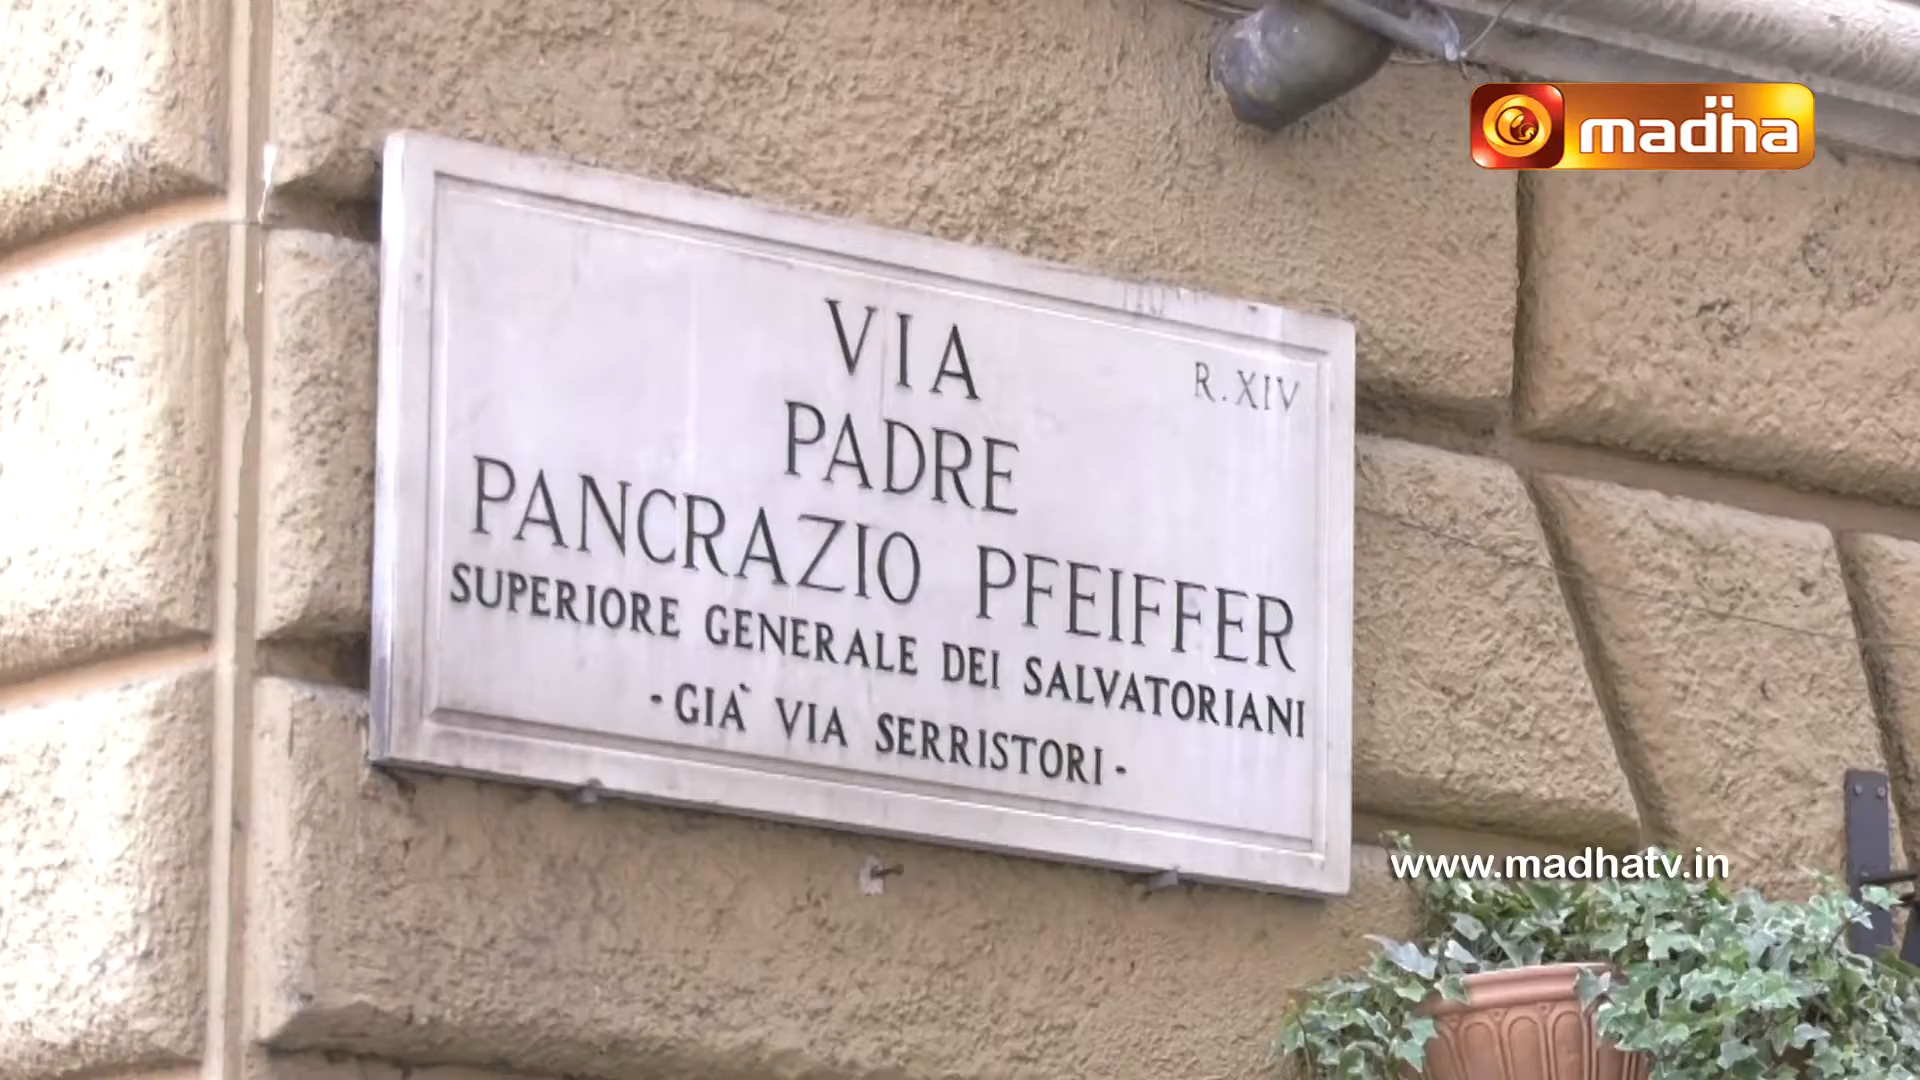 madha
VIA
R. XIV
PADRE
PANCRAZIO PFEIFFER
SUPERIORE GENERALE DEI SALVATORIANI
- GIÀ VIA SERRISTORI -
www.madhatv.in